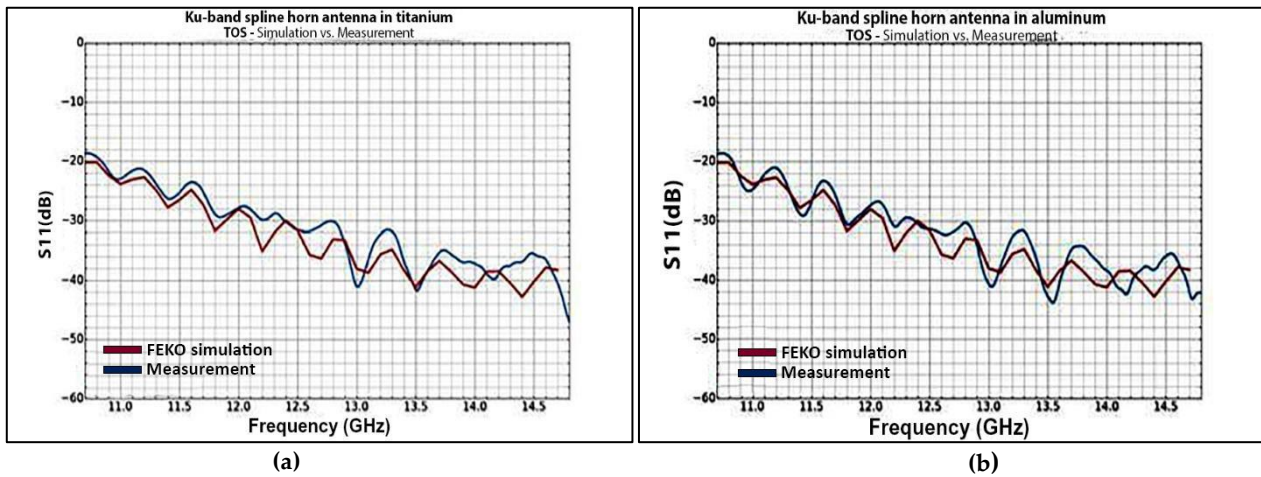 Ku-band spline horn antenna in titanium
TOS - Simulation vs. Measurement
S11(dB)
0
−10
−20
−30
−40
−50
−60
FEKO simulation
Measurement
11.0 11.5 12.0 12.5 13.0 13.5 14.0 14.5
Frequency (GHz)
(a)
Ku-band spline horn antenna in aluminum
TOS - Simulation vs. Measurement
S11(dB)
0
−10
−20
−30
−40
−50
−60
FEKO simulation
Measurement
11.0 11.5 12.0 12.5 13.0 13.5 14.0 14.5
Frequency (GHz)
(b)